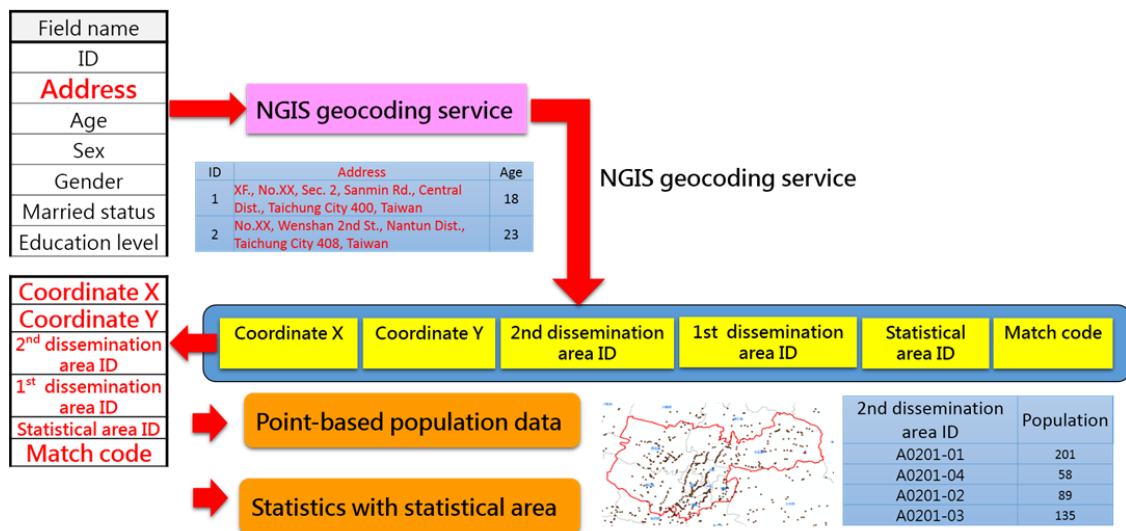 Field name
ID
Address
Age
Sex
Gender
Married status
Education level
NGIS geocoding service
NGIS geocoding service
ID Address Age
1 XF., No.XX, Sec. 2, Sanmin Rd., Central
Dist., Taichung City 400, Taiwan 18
2 No.XX, Wenshan 2nd St., Nantun Dist.,
Taichung City 408, Taiwan 23
Coordinate X
Coordinate Y
2nd dissemination
area ID
1st dissemination
area ID
Statistical area ID
Match code
Coordinate X
Coordinate Y
2nd dissemination
area ID
1st dissemination
area ID
Statistical
area ID
Match code
Point-based population data
Statistics with statistical area
2nd dissemination
area ID
Population
A0201-01 201
A0201-04 58
A0201-02 89
A0201-03 135